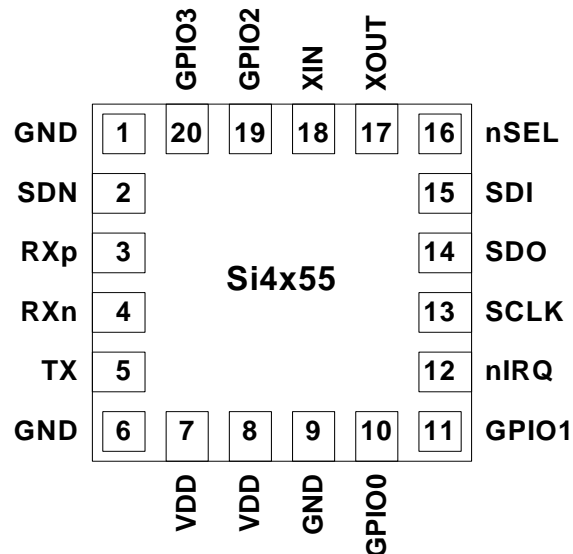 GPIO3 GPIO2 XIN XOUT
GND 1 20 19 18 17 16 nSEL
SDN 2 15 SDI
RXp 3 14 SDO
Si4x55
RXn 4 13 SCLK
TX 5 12 nIRQ
GND 6 7 8 9 10 11 GPIO1
VDD VDD GND GPIO0